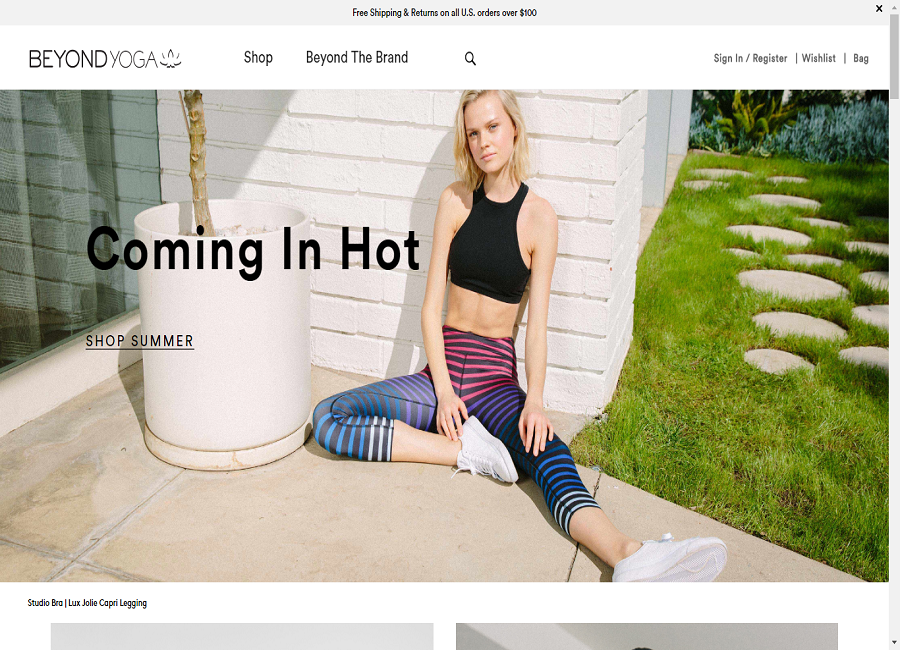 Free Shipping & Returns on all U.S. orders over $100
BEYOND YOGA
Shop
Beyond The Brand
Sign In / Register | Wishlist | Bag
Coming In Hot
SHOP SUMMER
Studio Bra | Lux Jolie Capri Legging